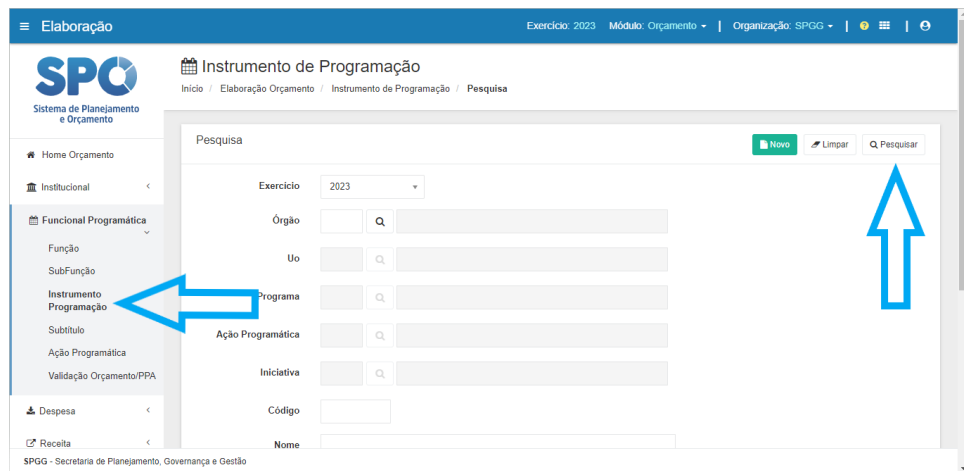 ≡ Elaboração
Exercício: 2023 Módulo: Orçamento | Organização: SPGG | ? |
SPO
Sistema de Planejamento
e Orçamento
Home Orçamento
Institucional
Funcional Programática
Função
SubFunção
Instrumento
Programação
Subtítulo
Ação Programática
Validação Orçamento/PPA
Despesa
Receita
Instrumento de Programação
Início / Elaboração Orçamento / Instrumento de Programação / Pesquisa
Pesquisa
Novo Limpar Pesquisar
Exercício 2023
Órgão
Uo
Programa
Ação Programática
Iniciativa
Código
Nome
SPGG - Secretaria de Planejamento, Governança e Gestão